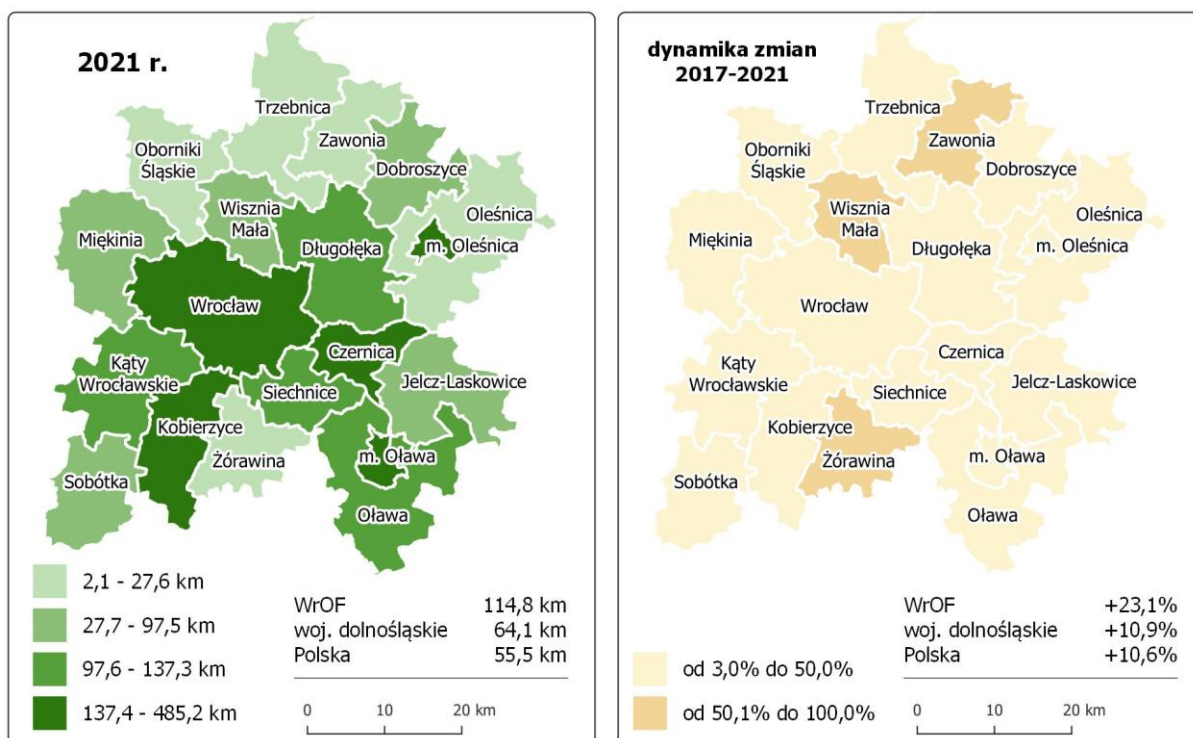 2021 r.
Trzebnica
Zawonia
Oborniki
Śląskie
Dobroszyce
Wisznia
Mała
Oleśnica
Miękinia
Długołęka
m. Oleśnica
Wrocław
Czernica
Kąty
Wrocławskie
Siechnice
Jelcz-Laskowice
Kobierzyce
Żórawina
m. Oława
Sobótka
Oława
2,1 - 27,6 km
27,7 - 97,5 km
97,6 - 137,3 km
137,4 - 485,2 km
WrOF 114,8 km
woj. dolnośląskie 64,1 km
Polska 55,5 km
0 10 20 km
dynamika zmian
2017-2021
Trzebnica
Zawonia
Oborniki
Śląskie
Dobroszyce
Wisznia
Mała
Oleśnica
Miękinia
Długołęka
m. Oleśnica
Wrocław
Czernica
Kąty
Wrocławskie
Siechnice
Jelcz-Laskowice
Kobierzyce
Żórawina
m. Oława
Sobótka
Oława
od 3,0% do 50,0%
od 50,1% do 100,0%
WrOF +23,1%
woj. dolnośląskie +10,9%
Polska +10,6%
0 10 20 km